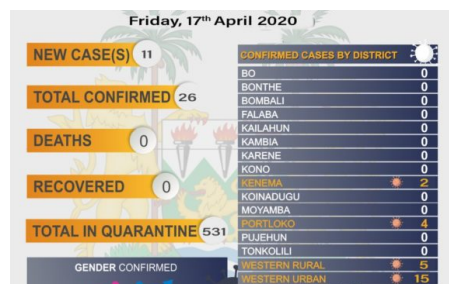 Friday, 17th April 2020
NEW CASE(S) 11
TOTAL CONFIRMED 26
DEATHS 0
RECOVERED 0
TOTAL IN QUARANTINE 531
GENDER CONFIRMED
CONFIRMED CASES BY DISTRICT
BO 0
BONTHE 0
BOMBALI 0
FALABA 0
KAILAHUN 0
KAMBIA 0
KARENE 0
KONO 0
KENEMA 2
KOINADUGU 0
MOYAMBA 0
PORTLOKO 4
PUJEHUN 0
TONKOLILI 0
WESTERN RURAL 5
WESTERN URBAN 15